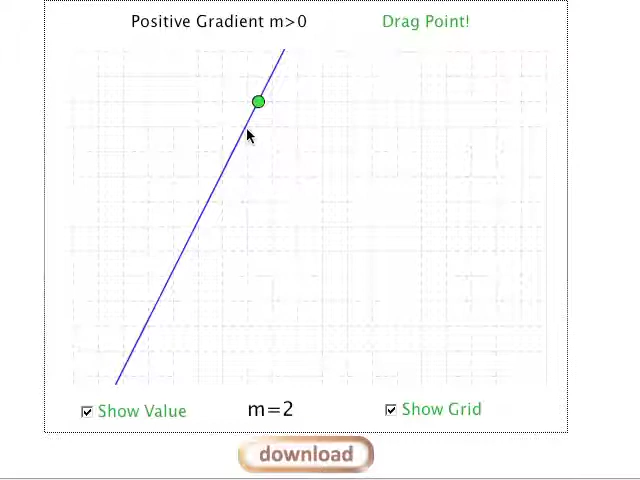 Positive Gradient m>0
Drag Point!
Show Value
m=2
Show Grid
download